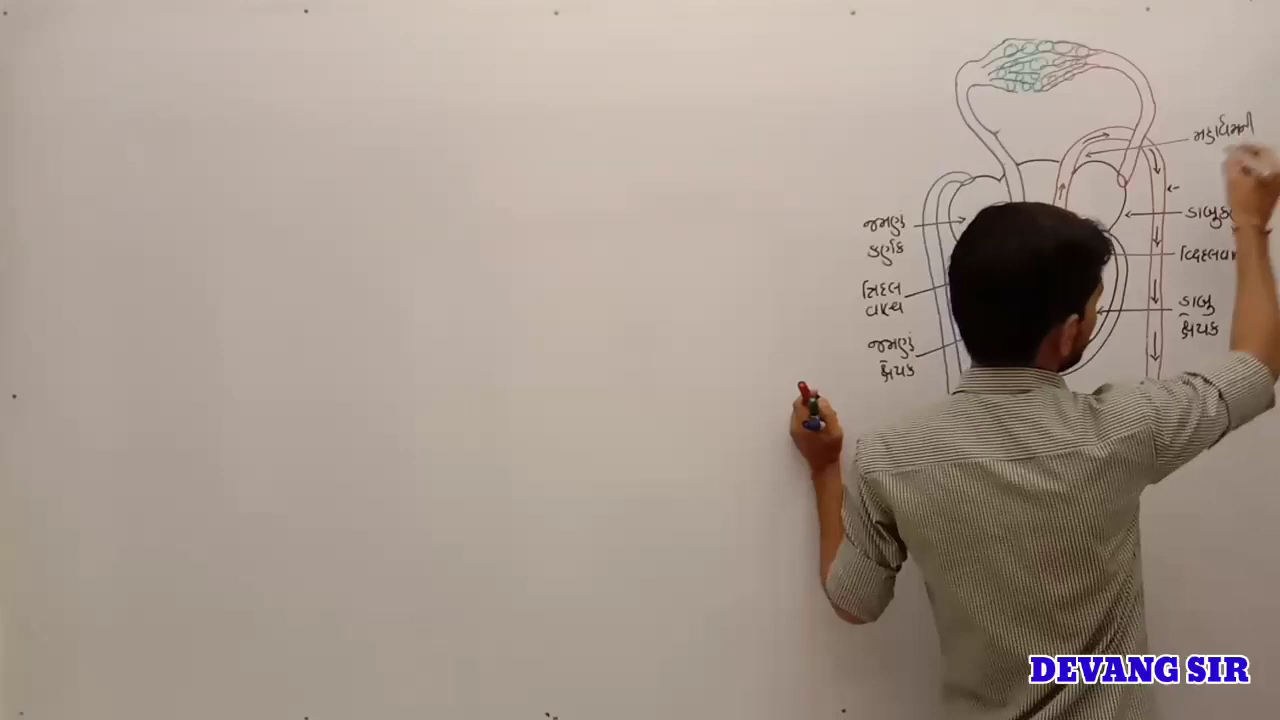 મહાધમની
જમણું
કર્ણક
ત્રિદલ
વાલ્વ
દ્વિદલવા
જમણું
ક્ષેપક
ડાબુ
ક્ષેપક
DEVANG SIR